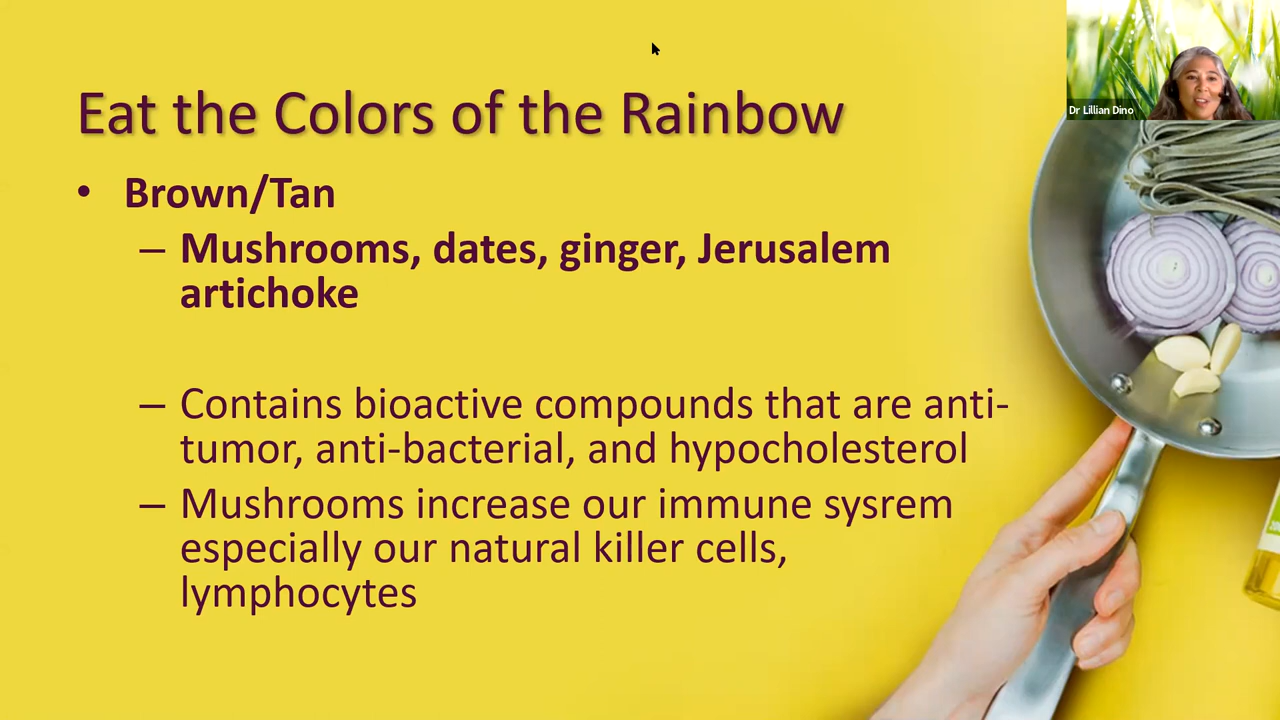 Dr Lillian Dino
Eat the Colors of the Rainbow
• Brown/Tan
– Mushrooms, dates, ginger, Jerusalem
artichoke
– Contains bioactive compounds that are anti-
tumor, anti-bacterial, and hypocholesterol
– Mushrooms increase our immune sysrem
especially our natural killer cells,
lymphocytes